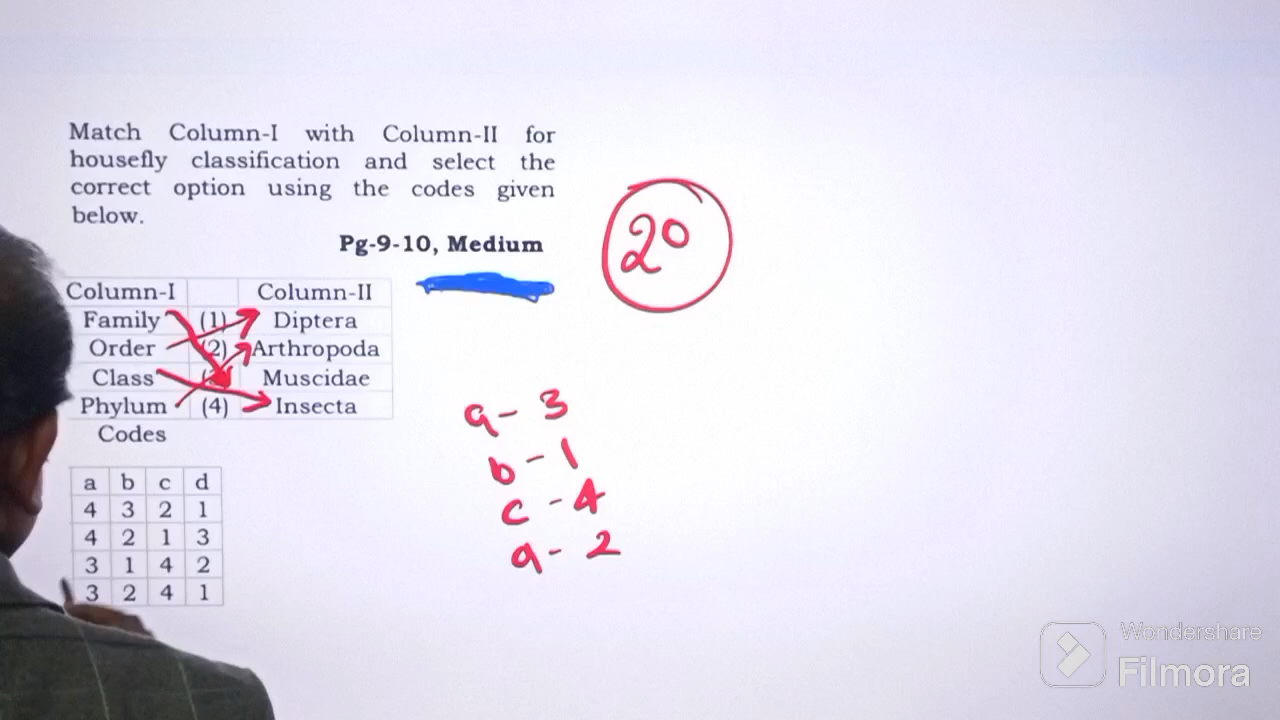 Match Column-I with Column-II for
housefly classification and select the
correct option using the codes given
below.
Pg-9-10, Medium
20
Column-I Column-II
Family (1) Diptera
Order (2) Arthropoda
Class Muscidae
Phylum (4) Insecta
Codes
a b c d
4 3 2 1
4 2 1 3
3 1 4 2
3 2 4 1
a- 3
b - 1
c - 4
a - 2
Wondershare
Filmora